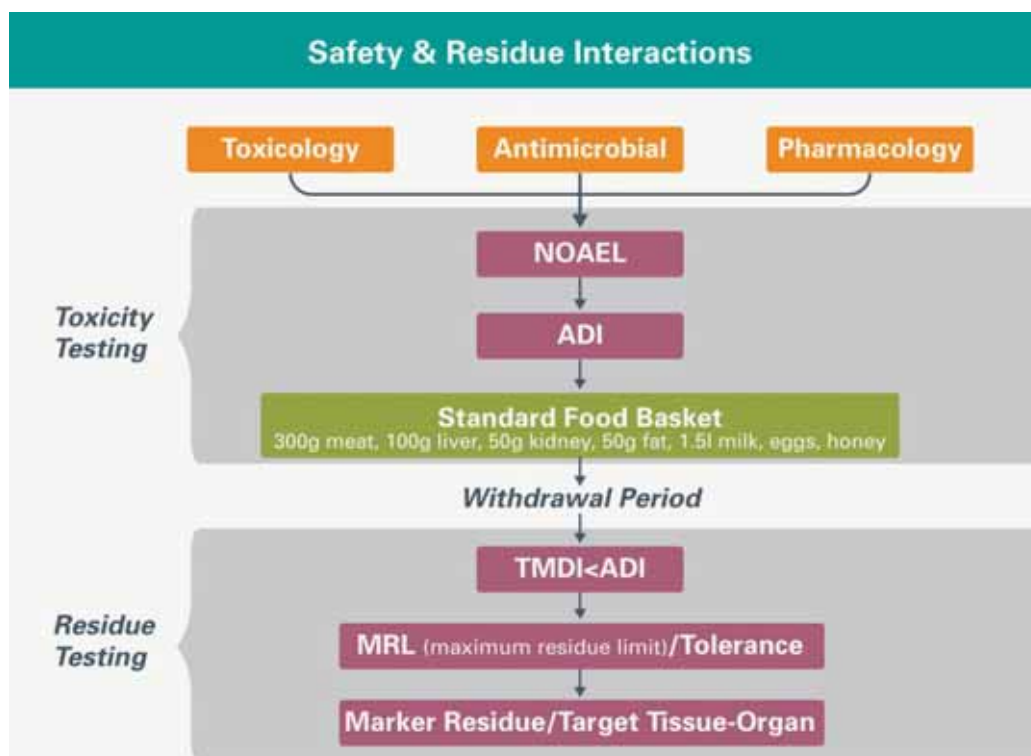 Safety & Residue Interactions
Toxicology
Antimicrobial
Pharmacology
Toxicity
Testing
NOAEL
ADI
Standard Food Basket
300g meat, 100g liver, 50g kidney, 50g fat, 1.5l milk, eggs, honey
Withdrawal Period
Residue
Testing
TMDI<ADI
MRL (maximum residue limit)/Tolerance
Marker Residue/Target Tissue-Organ